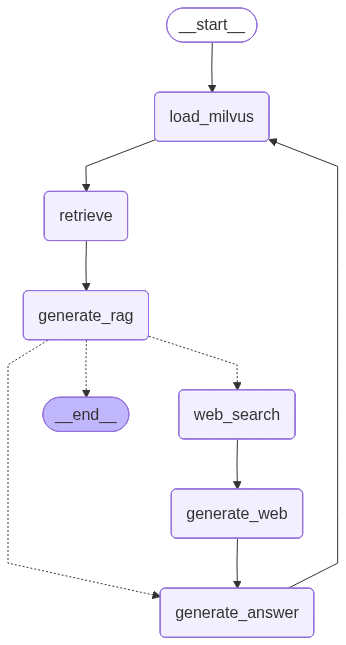 __start__
load_milvus
retrieve
generate_rag
__end__
web_search
generate_web
generate_answer